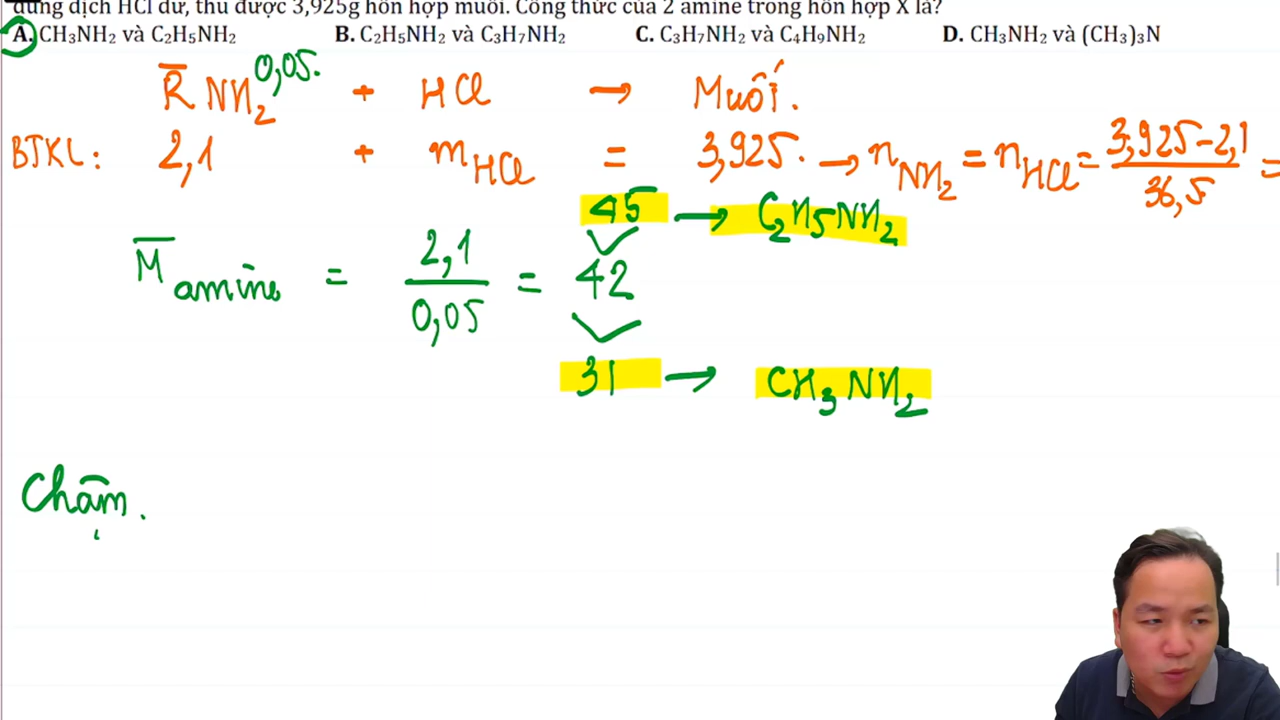 dung dịch HCl dư, thu được 3,925g hỗn hợp muối. Công thức của 2 amine trong hỗn hợp X là?
A. CH₃NH₂ và C₂H₅NH₂ B. C₂H₅NH₂ và C₃H₇NH₂ C. C₃H₇NH₂ và C₄H₉NH₂ D. CH₃NH₂ và (CH₃)₃N
0,05.
R̅NH₂ + HCl → Muối.
BTKL: 2,1 + mHCl = 3,925. → nNH₂ = nHCl = (3,925-2,1)/36,5 =
45 → C₂H₅NH₂
M̅amine = 2,1/0,05 = 42
31 → CH₃NH₂
Chậm.